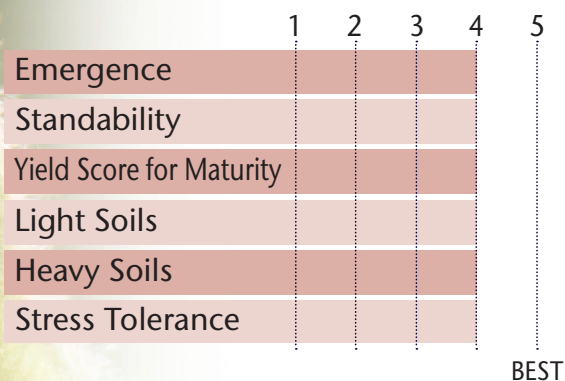 1 2 3 4 5
Emergence
Standability
Yield Score for Maturity
Light Soils
Heavy Soils
Stress Tolerance
BEST